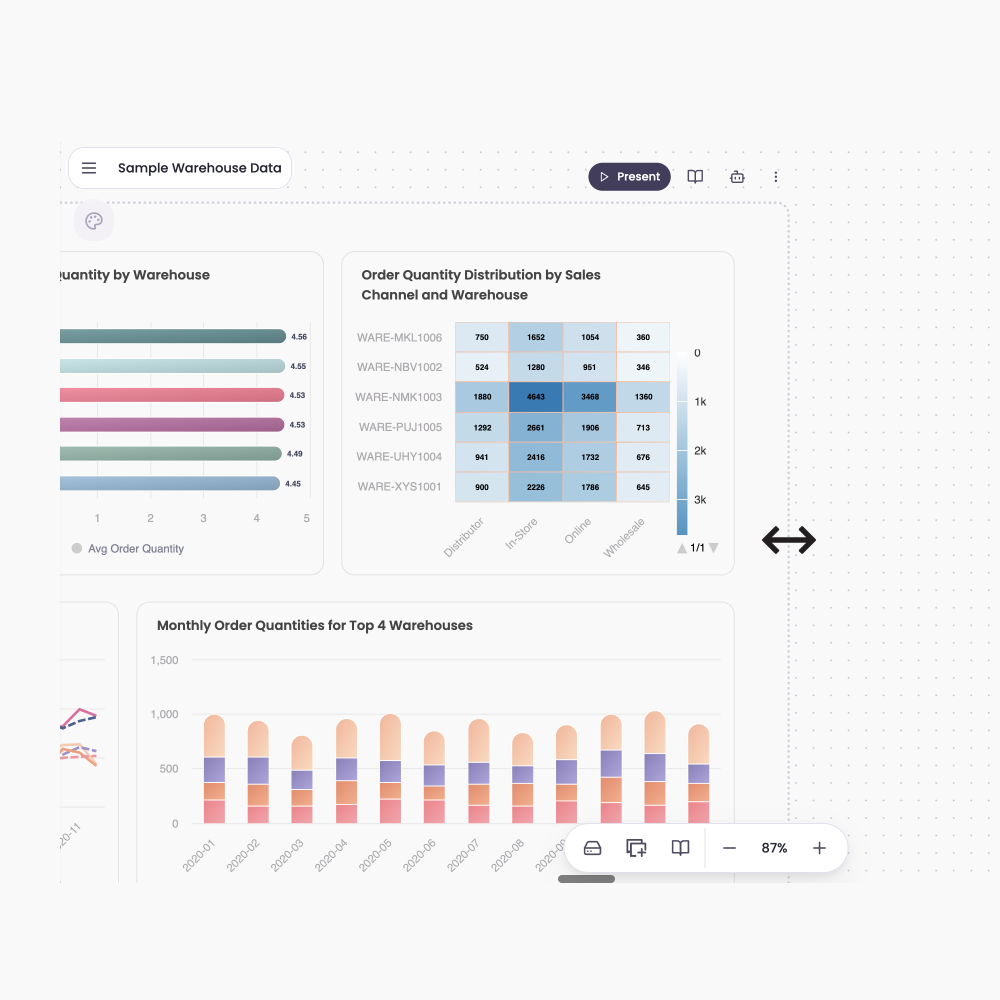 Sample Warehouse Data
Present
uantity by Warehouse
4.56
4.55
4.53
4.53
4.49
4.45
1 2 3 4 5
Avg Order Quantity
Order Quantity Distribution by Sales
Channel and Warehouse
WARE-MKL1006 750 1652 1054 360
WARE-NBV1002 524 1280 951 346
WARE-NMK1003 1880 4643 3468 1360
WARE-PUJ1005 1292 2661 1906 713
WARE-UHY1004 941 2416 1732 676
WARE-XYS1001 900 2226 1786 645
Distributor In-Store Online Wholesale
0
1k
2k
3k
1/1
20-11
Monthly Order Quantities for Top 4 Warehouses
1,500
1,000
500
0
2020-01 2020-02 2020-03 2020-04 2020-05 2020-06 2020-07 2020-08 2020-09
87%